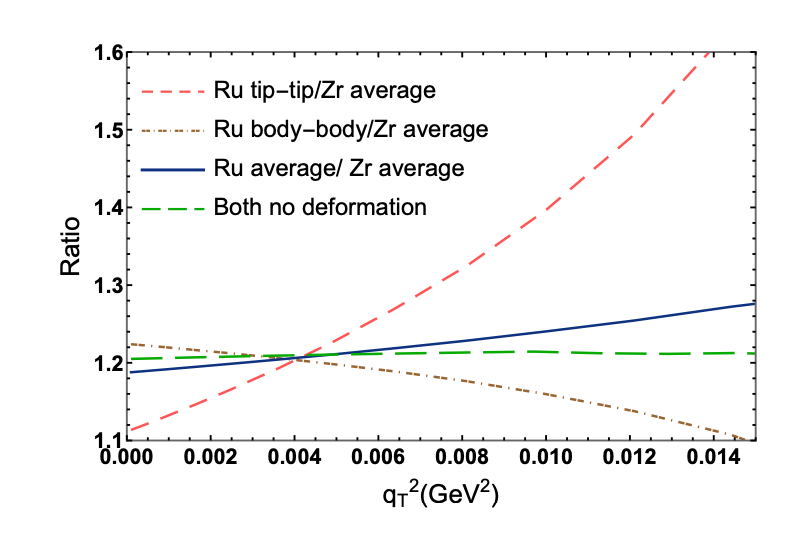 1.6
1.5
1.4
1.3
1.2
1.1
Ratio
Ru tip−tip/Zr average
Ru body−body/Zr average
Ru average/ Zr average
Both no deformation
0.000 0.002 0.004 0.006 0.008 0.010 0.012 0.014
qT²(GeV²)